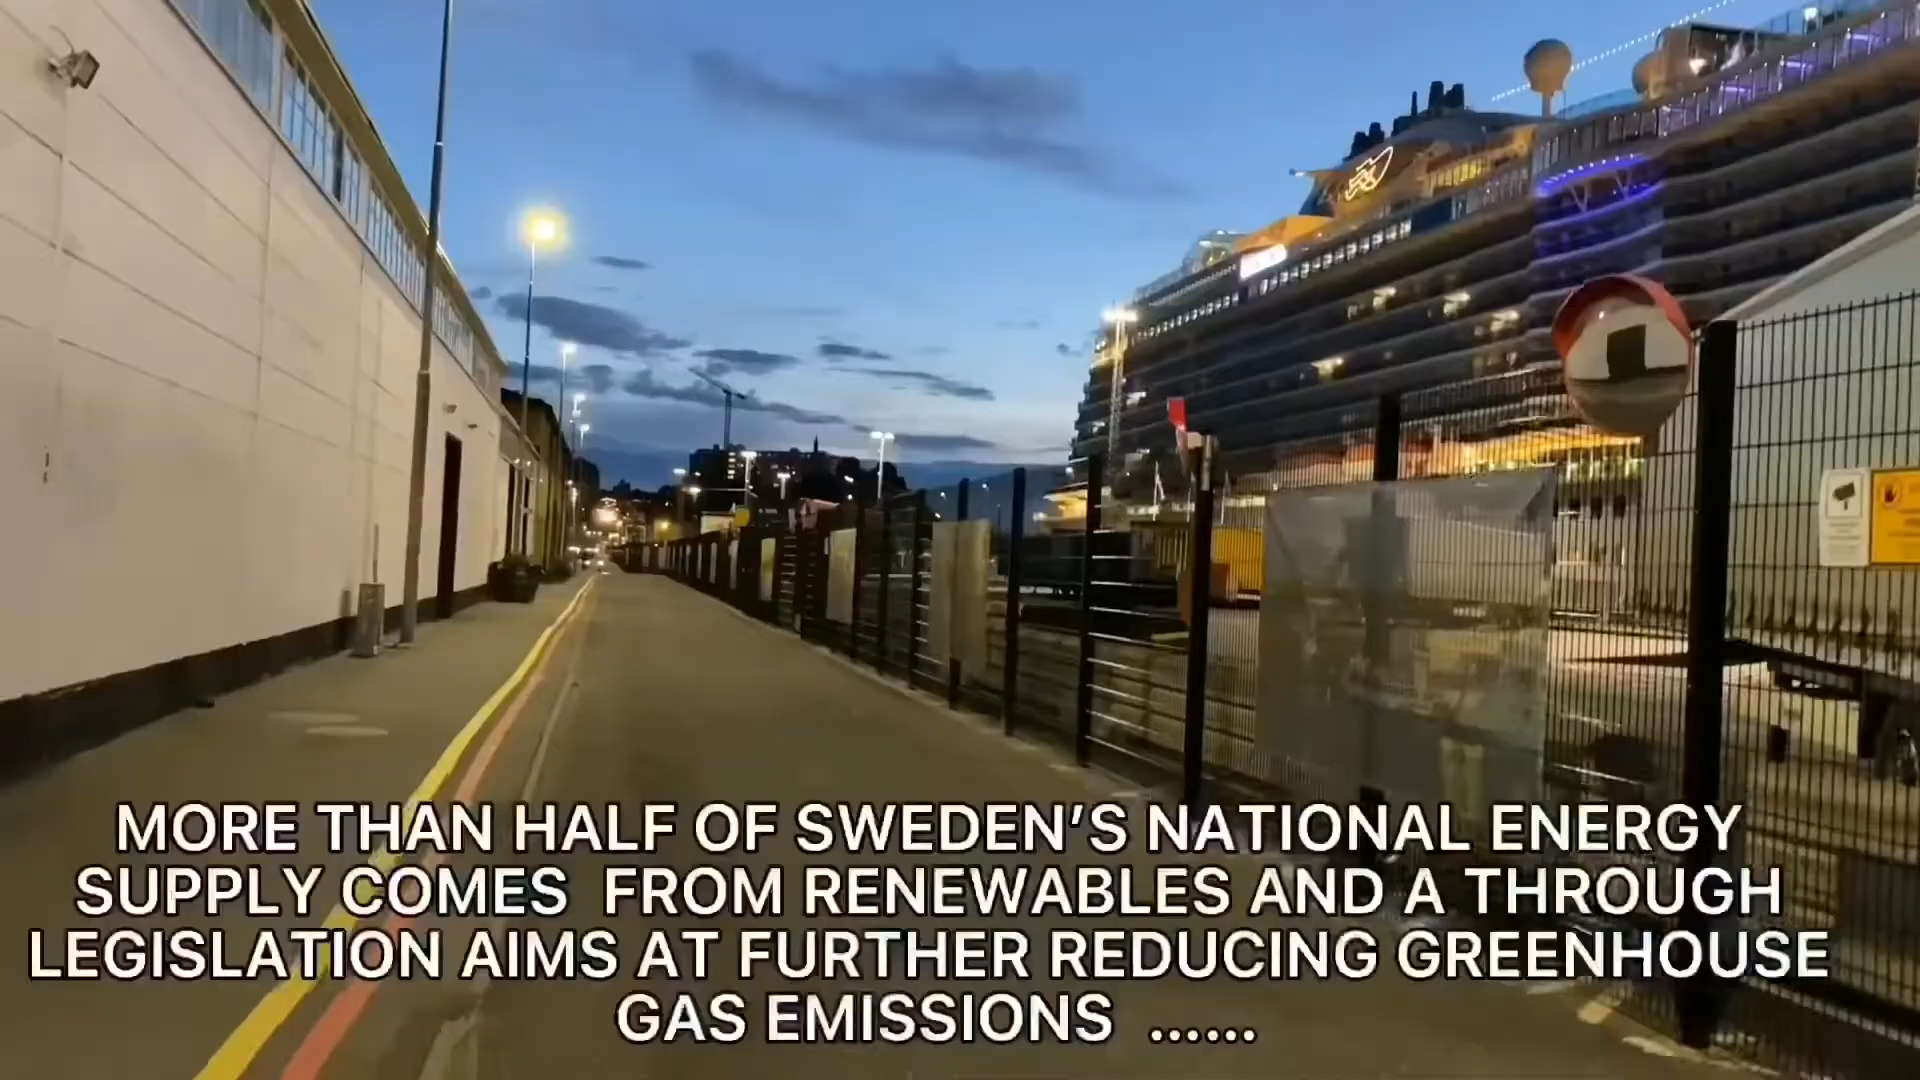 MORE THAN HALF OF SWEDEN’S NATIONAL ENERGY
SUPPLY COMES FROM RENEWABLES AND A THROUGH
LEGISLATION AIMS AT FURTHER REDUCING GREENHOUSE
GAS EMISSIONS ......